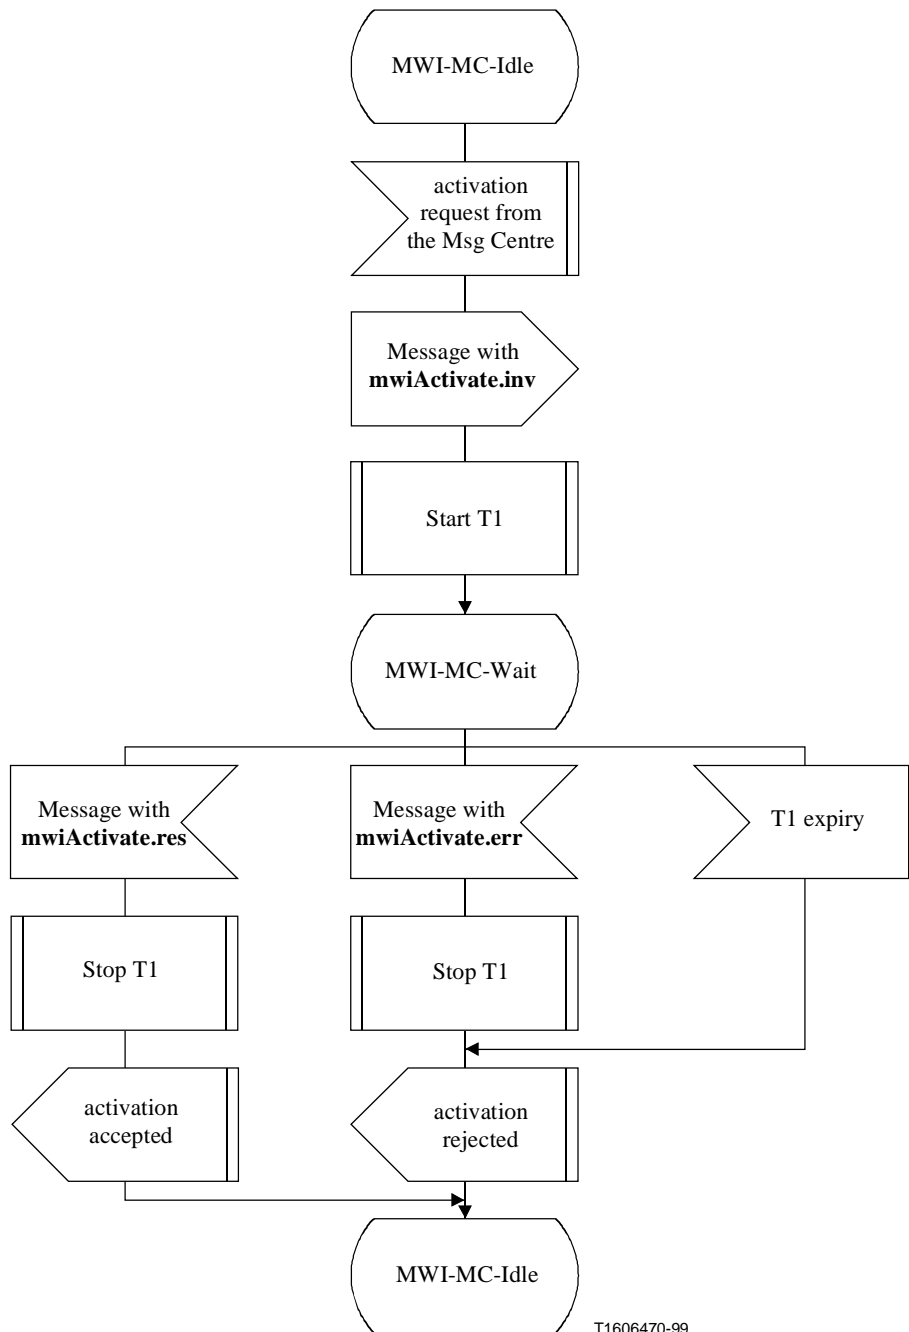 MWI-MC-Idle
activation
request from
the Msg Centre
Message with
mwiActivate.inv
Start T1
MWI-MC-Wait
Message with
mwiActivate.res
Message with
mwiActivate.err
T1 expiry
Stop T1
Stop T1
activation
accepted
activation
rejected
MWI-MC-Idle
T1606470-99